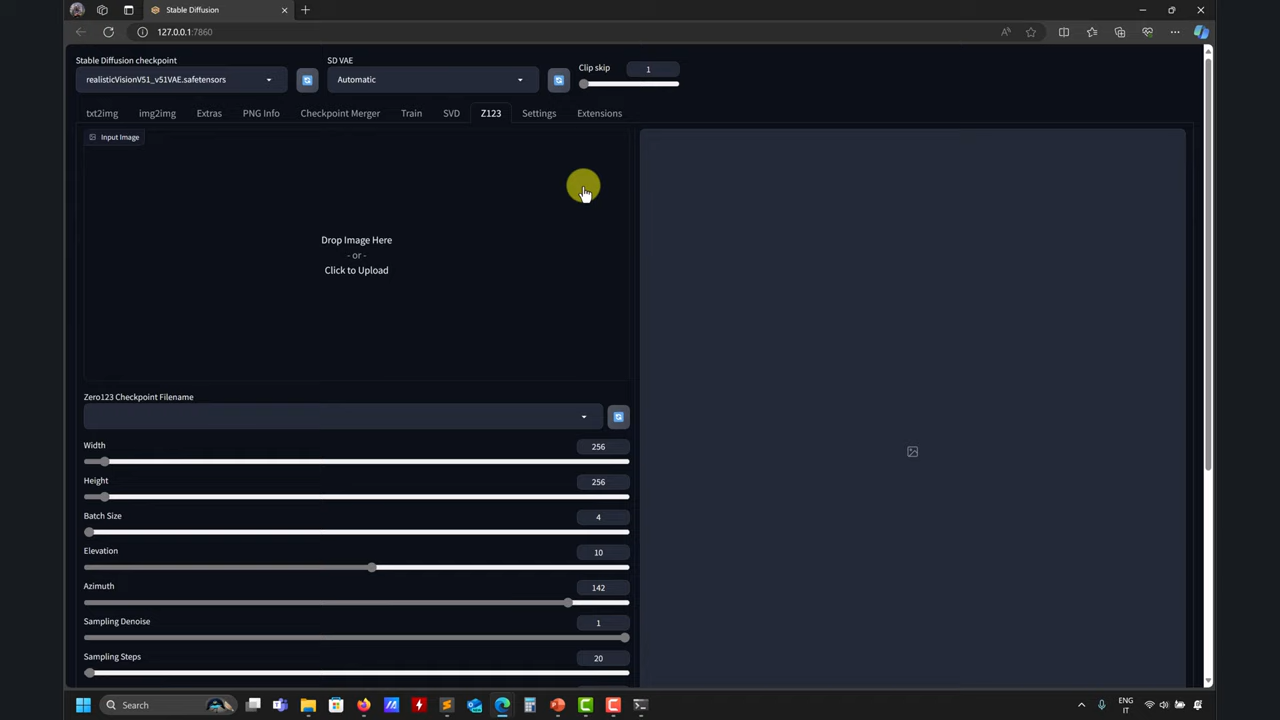 Stable Diffusion
127.0.0.1:7860
Stable Diffusion checkpoint
SD VAE
Clip skip
1
realisticVisionV51_v51VAE.safetensors
Automatic
txt2img
img2img
Extras
PNG Info
Checkpoint Merger
Train
SVD
Z123
Settings
Extensions
Input Image
Drop Image Here
- or -
Click to Upload
Zero123 Checkpoint Filename
Width
256
Height
256
Batch Size
4
Elevation
10
Azimuth
142
Sampling Denoise
1
Sampling Steps
20
Search
ENG
IT